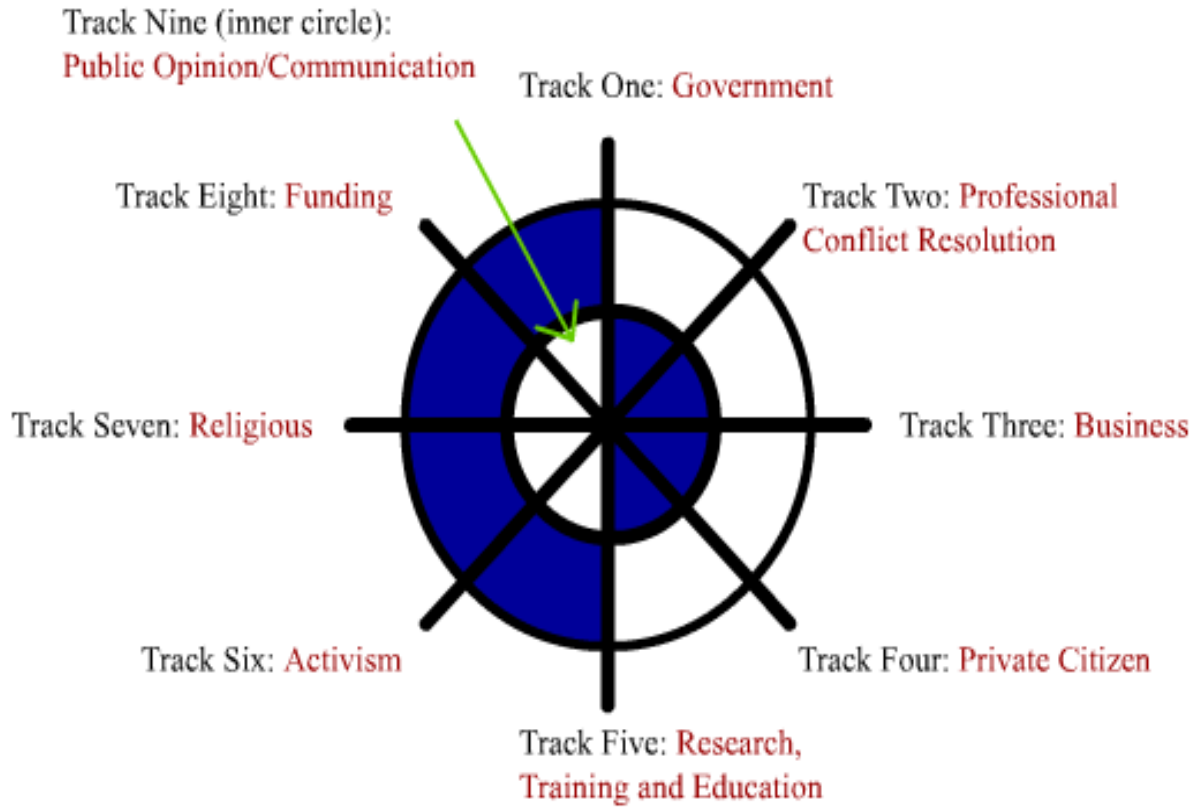 Track Nine (inner circle):
Public Opinion/Communication
Track One: Government
Track Eight: Funding
Track Two: Professional
Conflict Resolution
Track Seven: Religious
Track Three: Business
Track Six: Activism
Track Four: Private Citizen
Track Five: Research,
Training and Education